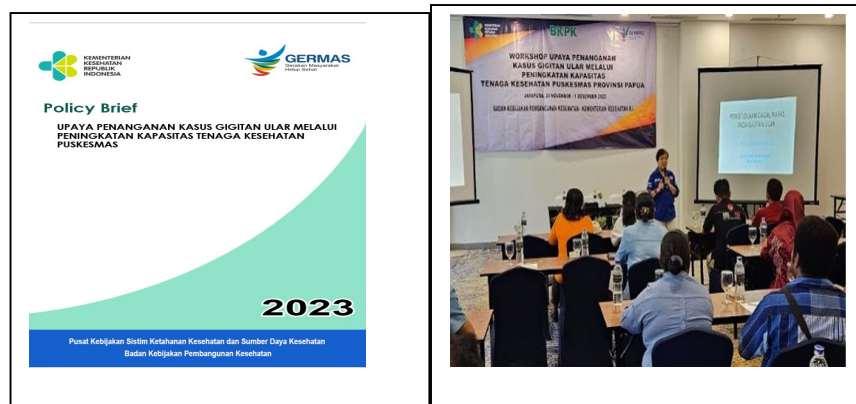 KEMENTERIAN
KESEHATAN
REPUBLIK
INDONESIA
GERMAS
Gerakan Masyarakat
Hidup Sehat
Policy Brief
UPAYA PENANGANAN KASUS GIGITAN ULAR MELALUI
PENINGKATAN KAPASITAS TENAGA KESEHATAN
PUSKESMAS
2023
Pusat Kebijakan Sistim Ketahanan Kesehatan dan Sumber Daya Kesehatan
Badan Kebijakan Pembangunan Kesehatan
BKPK
WORKSHOP UPAYA PENANGANAN
KASUS GIGITAN ULAR MELALUI
PENINGKATAN KAPASITAS
TENAGA KESEHATAN PUSKESMAS PROVINSI PAPUA
BADAN KEBIJAKAN PEMBANGUNAN KESEHATAN - KEMENTERIAN KESEHATAN R.I
PADA GIGITAN ULAR